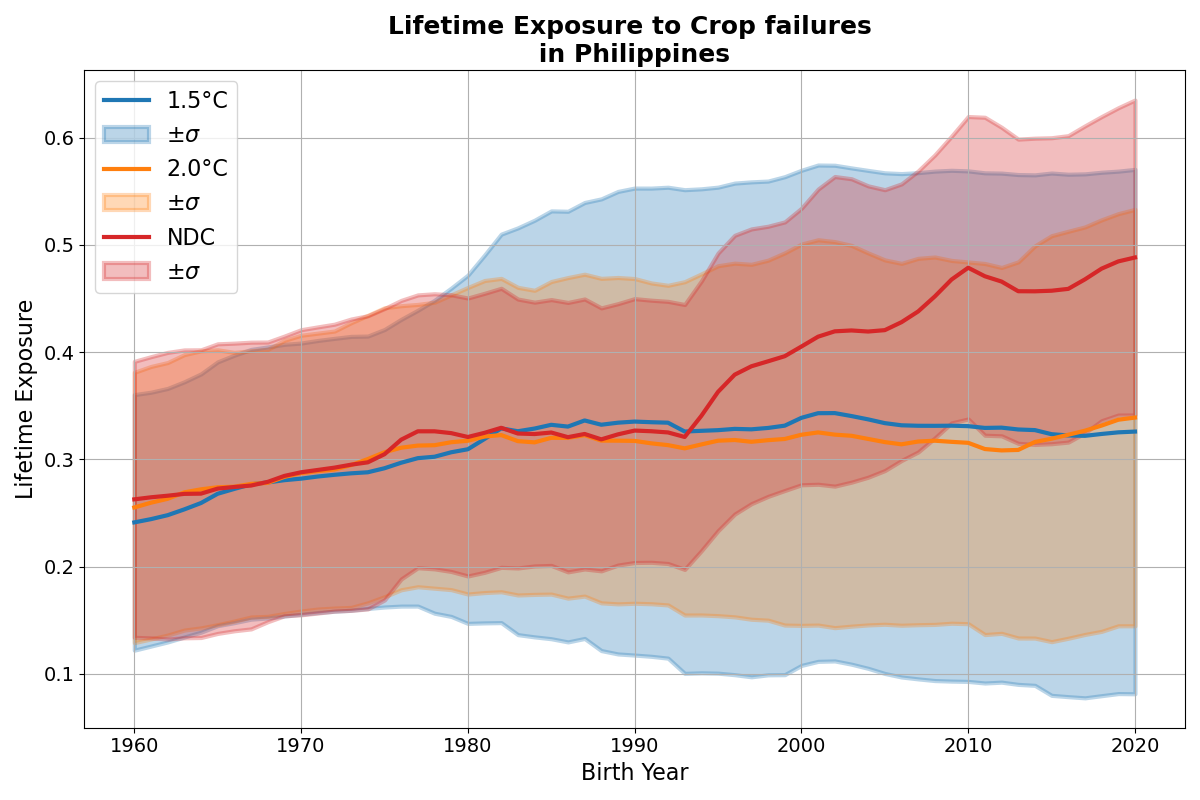 Lifetime Exposure to Crop failures
in Philippines
1.5°C
±σ
2.0°C
±σ
NDC
±σ
Lifetime Exposure
0.6
0.5
0.4
0.3
0.2
0.1
1960 1970 1980 1990 2000 2010 2020
Birth Year